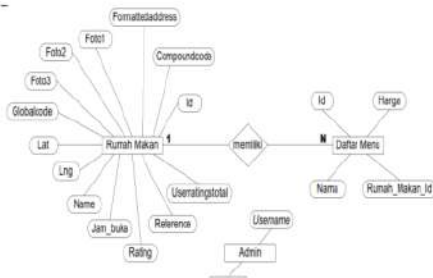 Formattedaddress
Foto1
Foto2
Compoundcode
Foto3
Id
Globalcode
Id
Harga
Lat
Rumah Makan
1
memiliki
N
Daftar Menu
Lng
Userratingstotal
Name
Nama
Rumah_Makan_Id
Jam_buka
Reference
Rating
Username
Admin